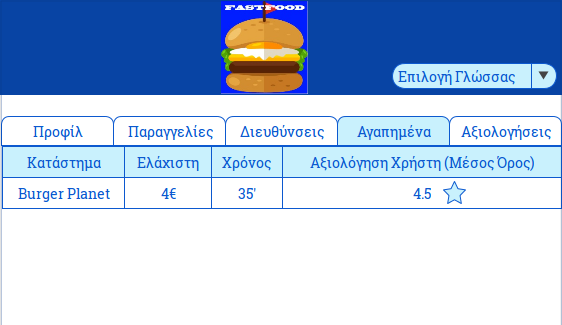 FASTFOOD
Επιλογή Γλώσσας
Προφίλ Παραγγελίες Διευθύνσεις Αγαπημένα Αξιολογήσεις
Κατάστημα Ελάχιστη Χρόνος Αξιολόγηση Χρήστη (Μέσος Όρος)
Burger Planet 4€ 35' 4.5